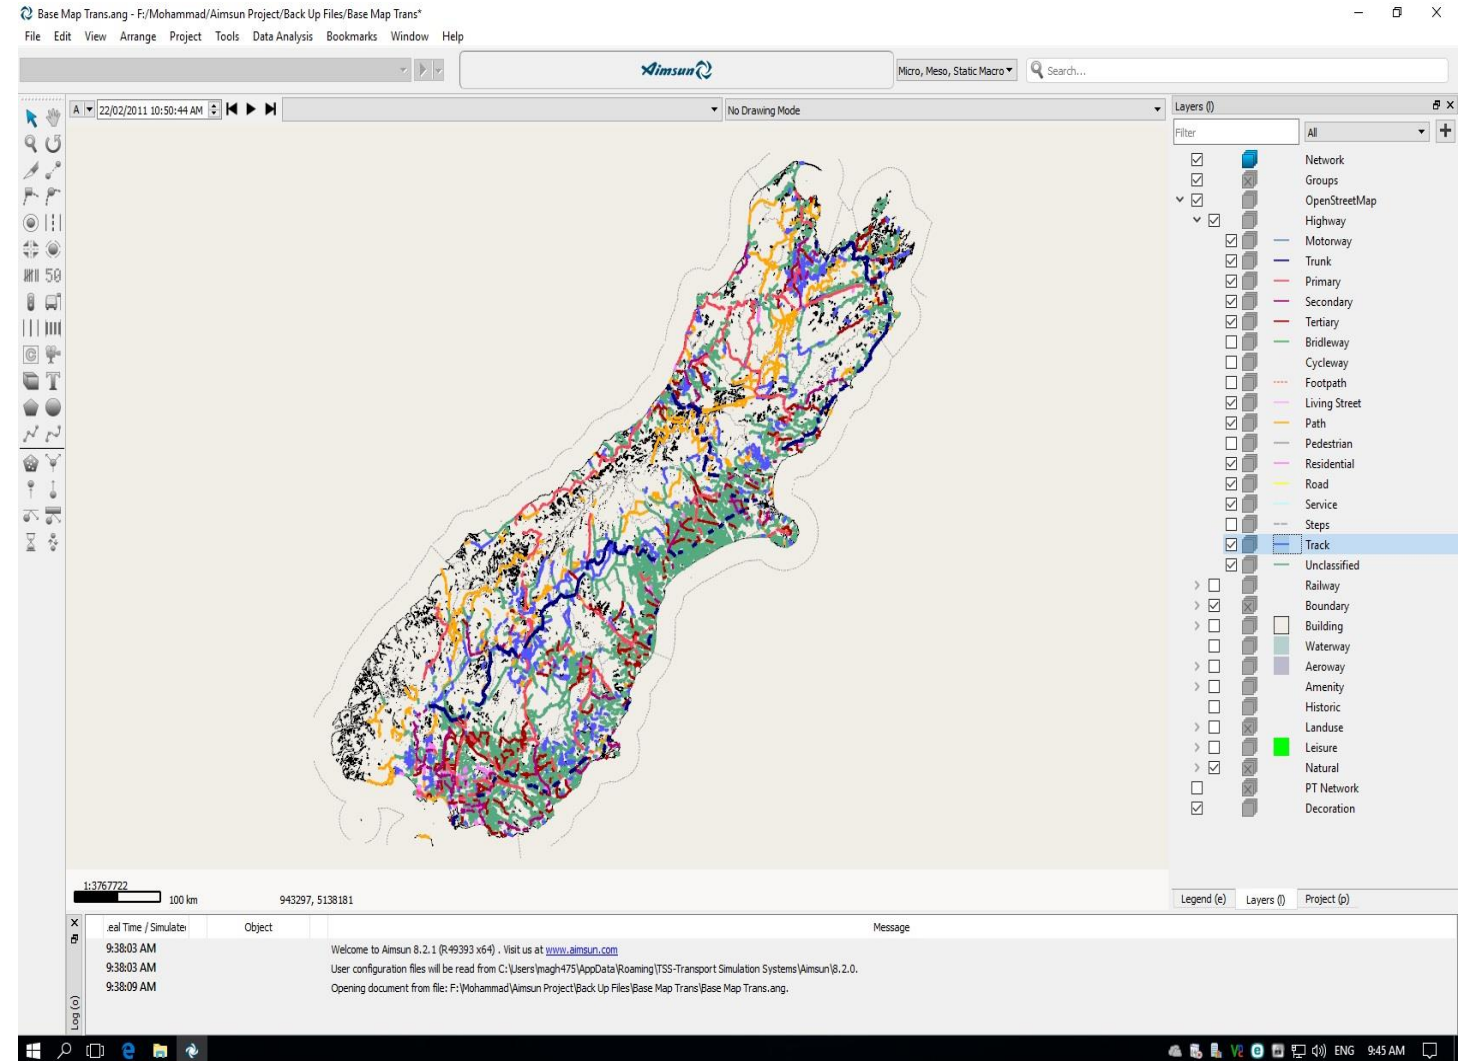 Base Map Trans.ang - F:/Mohammad/Aimsun Project/Back Up Files/Base Map Trans*
File Edit View Arrange Project Tools Data Analysis Bookmarks Window Help
Aimsun
Micro, Meso, Static Macro
Search...
A 22/02/2011 10:50:44 AM
No Drawing Mode
Layers (l)
Filter
All
Network
Groups
OpenStreetMap
Highway
Motorway
Trunk
Primary
Secondary
Tertiary
Bridleway
Cycleway
Footpath
Living Street
Path
Pedestrian
Residential
Road
Service
Steps
Track
Unclassified
Railway
Boundary
Building
Waterway
Aeroway
Amenity
Historic
Landuse
Leisure
Natural
PT Network
Decoration
50
C
T
1:3767722
100 km
943297, 5138181
Legend (e) Layers (l) Project (p)
.eal Time / Simulate Object Message
9:38:03 AM Welcome to Aimsun 8.2.1 (R49393 x64) . Visit us at www.aimsun.com
9:38:03 AM User configuration files will be read from C:\Users\magh475\AppData\Roaming\TSS-Transport Simulation Systems\Aimsun\8.2.0.
9:38:09 AM Opening document from file: F:\Mohammad\Aimsun Project\Back Up Files\Base Map Trans\Base Map Trans.ang.
Log (o)
ENG 9:45 AM